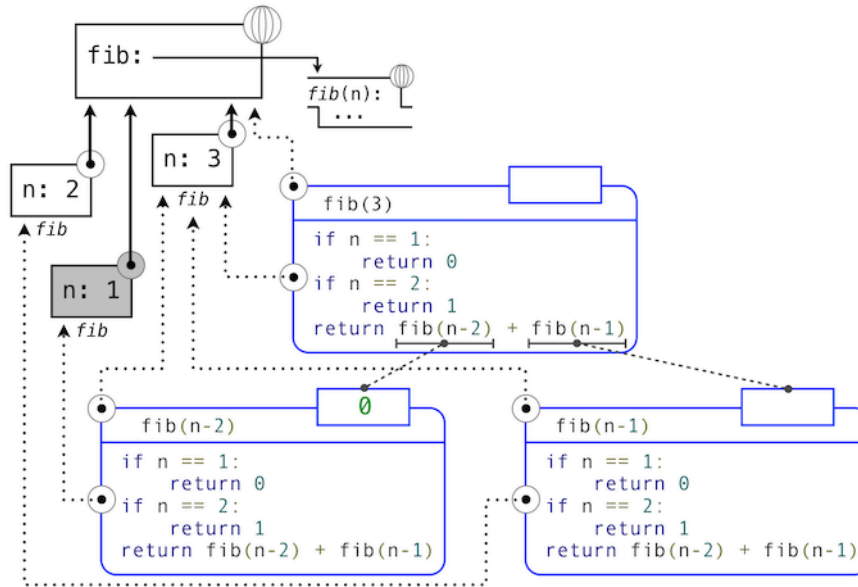 fib:
fib(n):
...
n: 3
fib
n: 2
fib
n: 1
fib
fib(3)
if n == 1:
    return 0
if n == 2:
    return 1
return fib(n-2) + fib(n-1)
0
fib(n-2)
if n == 1:
    return 0
if n == 2:
    return 1
return fib(n-2) + fib(n-1)
fib(n-1)
if n == 1:
    return 0
if n == 2:
    return 1
return fib(n-2) + fib(n-1)